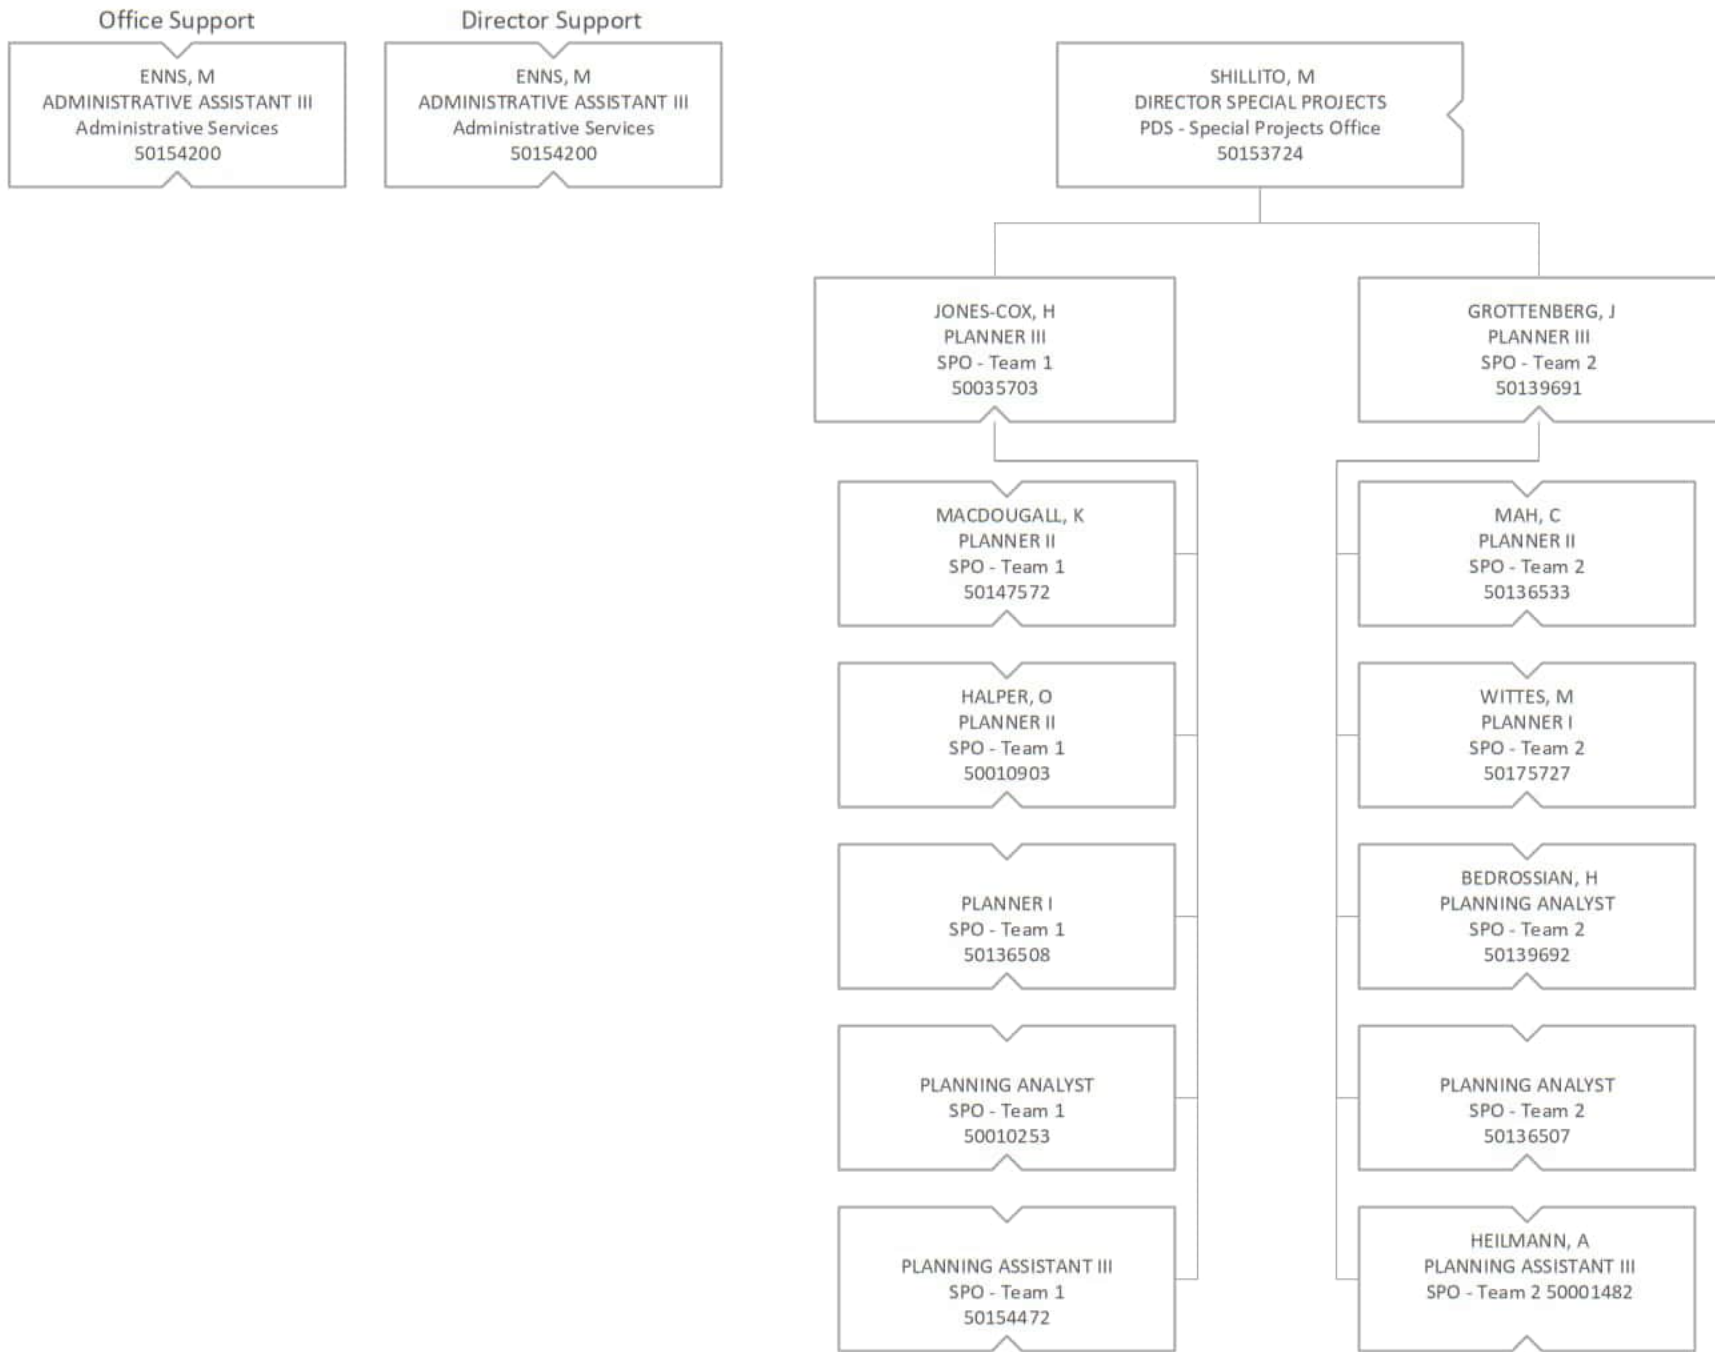 Office Support
ENNS, M
ADMINISTRATIVE ASSISTANT III
Administrative Services
50154200
Director Support
ENNS, M
ADMINISTRATIVE ASSISTANT III
Administrative Services
50154200
SHILLITO, M
DIRECTOR SPECIAL PROJECTS
PDS - Special Projects Office
50153724
JONES-COX, H
PLANNER III
SPO - Team 1
50035703
MACDOUGALL, K
PLANNER II
SPO - Team 1
50147572
HALPER, O
PLANNER II
SPO - Team 1
50010903
PLANNER I
SPO - Team 1
50136508
PLANNING ANALYST
SPO - Team 1
50010253
PLANNING ASSISTANT III
SPO - Team 1
50154472
GROTTENBERG, J
PLANNER III
SPO - Team 2
50139691
MAH, C
PLANNER II
SPO - Team 2
50136533
WITTES, M
PLANNER I
SPO - Team 2
50175727
BEDROSSIAN, H
PLANNING ANALYST
SPO - Team 2
50139692
PLANNING ANALYST
SPO - Team 2
50136507
HEILMANN, A
PLANNING ASSISTANT III
SPO - Team 2 50001482